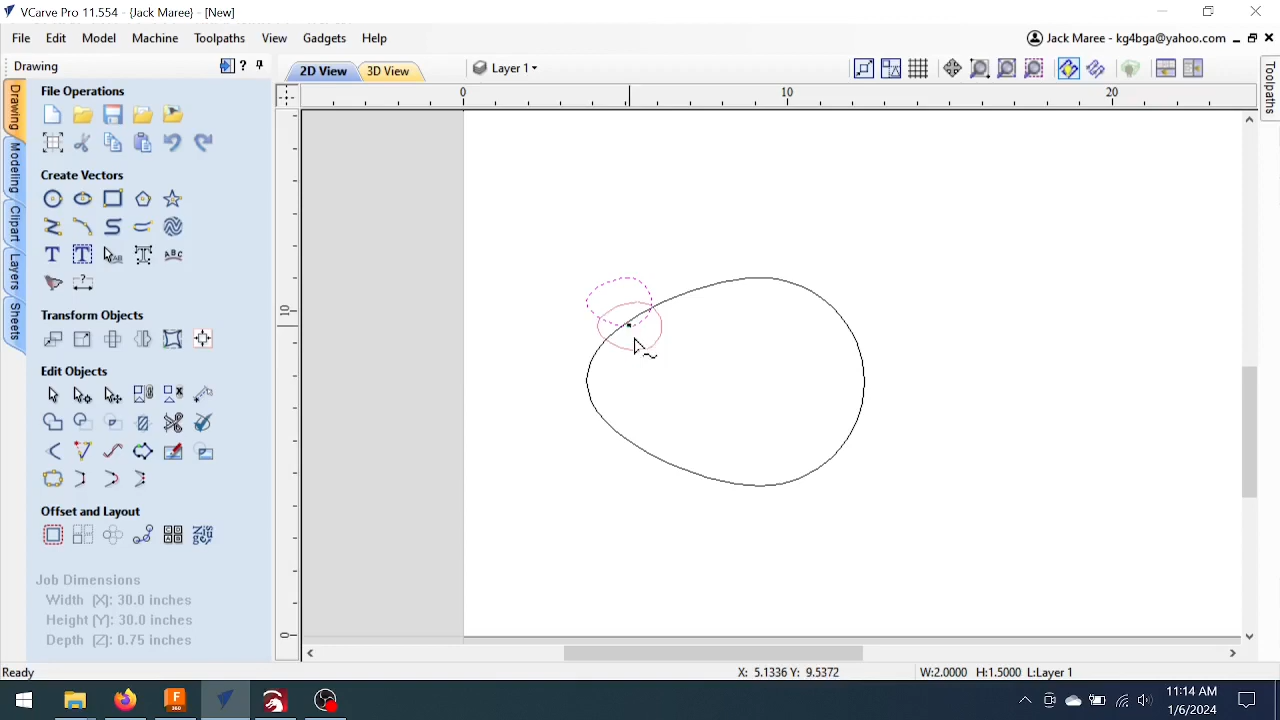 VCarve Pro 11.554 - {Jack Maree} - [New]
File Edit Model Machine Toolpaths View Gadgets Help
Jack Maree - kg4bga@yahoo.com
Drawing
2D View
3D View
Layer 1
Toolpaths
Drawing
Modeling
Clipart
Layers
Sheets
File Operations
Create Vectors
Transform Objects
Edit Objects
Offset and Layout
Job Dimensions
Width (X): 30.0 inches
Height (Y): 30.0 inches
Depth (Z): 0.75 inches
0 10 20
10
0
Ready
X: 5.1336 Y: 9.5372
W:2.0000 H:1.5000 L:Layer 1
11:14 AM
1/6/2024